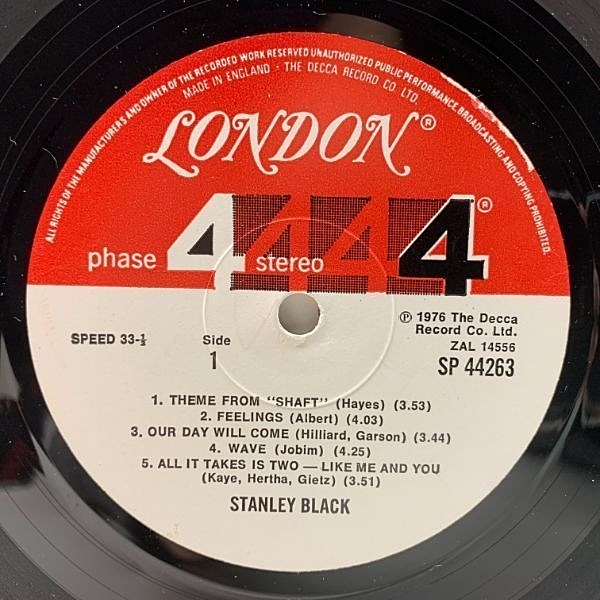 ALL RIGHTS OF THE MANUFACTURERS AND OWNER OF THE RECORDED WORK RESERVED UNAUTHORIZED PUBLIC PERFORMANCE BROADCASTING AND COPYING PROHIBITED.
MADE IN ENGLAND · THE DECCA RECORD CO. LTD.
LONDON®
phase 4 stereo 4 4 4®
℗ 1976 The Decca
Record Co. Ltd.
SPEED 33-⅓
Side
1
ZAL 14556
SP 44263
1. THEME FROM "SHAFT" (Hayes) (3.53)
2. FEELINGS (Albert) (4.03)
3. OUR DAY WILL COME (Hilliard, Garson) (3.44)
4. WAVE (Jobim) (4.25)
5. ALL IT TAKES IS TWO — LIKE ME AND YOU
(Kaye, Hertha, Gietz) (3.51)
STANLEY BLACK